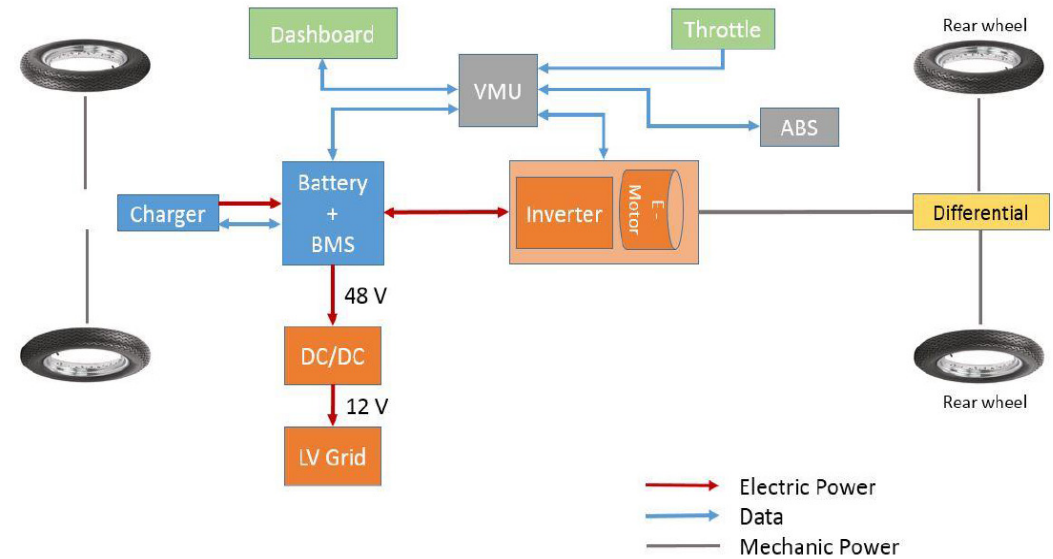 Dashboard
Throttle
Rear wheel
VMU
ABS
Battery
+
BMS
Charger
Inverter
E -
Motor
Differential
48 V
DC/DC
12 V
LV Grid
Rear wheel
Electric Power
Data
Mechanic Power